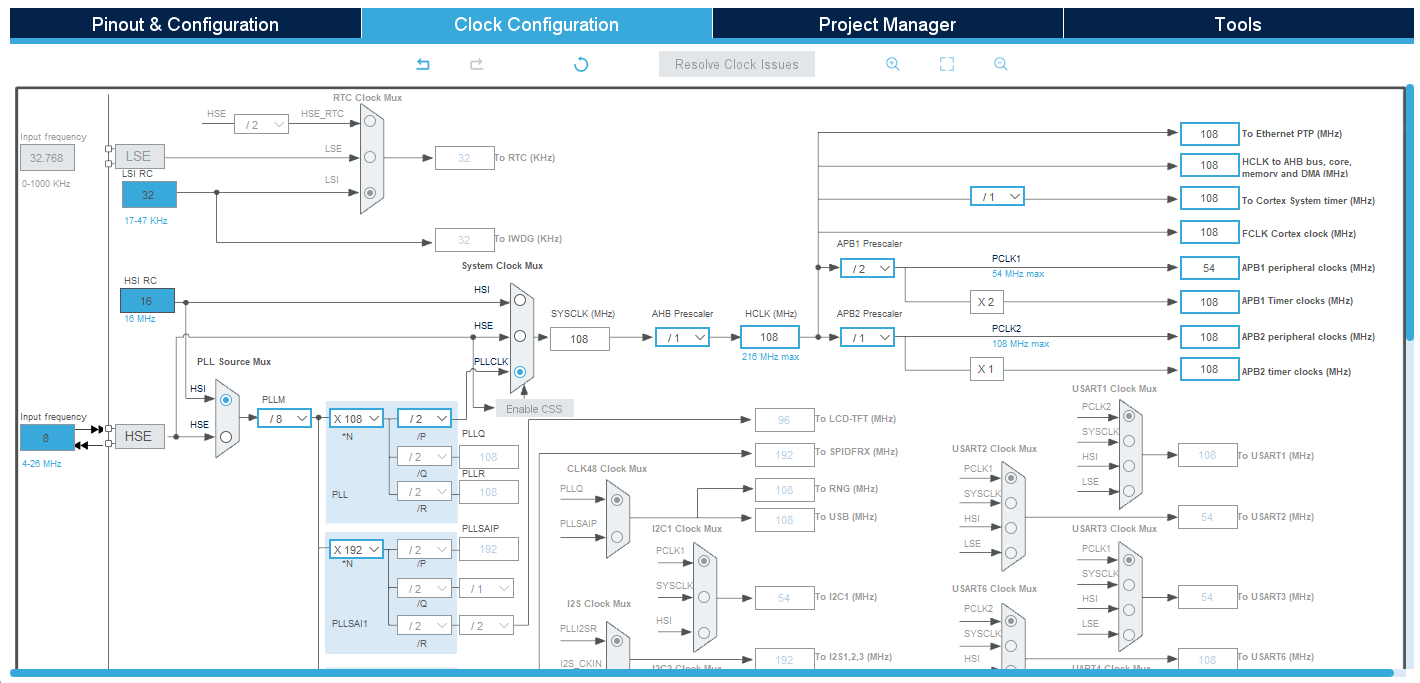 Pinout & Configuration
Clock Configuration
Project Manager
Tools
Resolve Clock Issues
RTC Clock Mux
HSE
/ 2
HSE_RTC
Input frequency
32.768
0-1000 KHz
LSE
LSE
32
To RTC (KHz)
LSI RC
32
17-47 KHz
LSI
32
To IWDG (KHz)
108
To Ethernet PTP (MHz)
108
HCLK to AHB bus, core,
memory and DMA (MHz)
/ 1
108
To Cortex System timer (MHz)
108
FCLK Cortex clock (MHz)
System Clock Mux
HSI RC
16
16 MHz
HSI
HSE
PLLCLK
SYSCLK (MHz)
108
AHB Prescaler
/ 1
HCLK (MHz)
108
216 MHz max
APB1 Prescaler
/ 2
PCLK1
54 MHz max
54
APB1 peripheral clocks (MHz)
X 2
108
APB1 Timer clocks (MHz)
APB2 Prescaler
/ 1
PCLK2
108 MHz max
108
APB2 peripheral clocks (MHz)
X 1
108
APB2 timer clocks (MHz)
Enable CSS
PLL Source Mux
HSI
HSE
Input frequency
8
4-26 MHz
HSE
PLLM
/ 8
X 108
*N
/ 2
/P
PLLQ
/ 2
108
/Q
PLLR
/ 2
108
/R
PLL
PLLSAIP
X 192
*N
/ 2
192
/P
/ 2
/ 1
/Q
PLLSAI1
/ 2
/ 2
/R
96
To LCD-TFT (MHz)
192
To SPIDFRX (MHz)
CLK48 Clock Mux
PLLQ
PLLSAIP
108
To RNG (MHz)
108
To USB (MHz)
I2C1 Clock Mux
PCLK1
SYSCLK
HSI
54
To I2C1 (MHz)
I2S Clock Mux
PLLI2SR
I2S_CKIN
192
To I2S1,2,3 (MHz)
I2C2 Clock Mux
USART1 Clock Mux
PCLK2
SYSCLK
HSI
LSE
108
To USART1 (MHz)
USART2 Clock Mux
PCLK1
SYSCLK
HSI
LSE
54
To USART2 (MHz)
USART3 Clock Mux
PCLK1
SYSCLK
HSI
LSE
54
To USART3 (MHz)
USART6 Clock Mux
PCLK2
SYSCLK
HSI
108
To USART6 (MHz)
UART4 Clock Mux